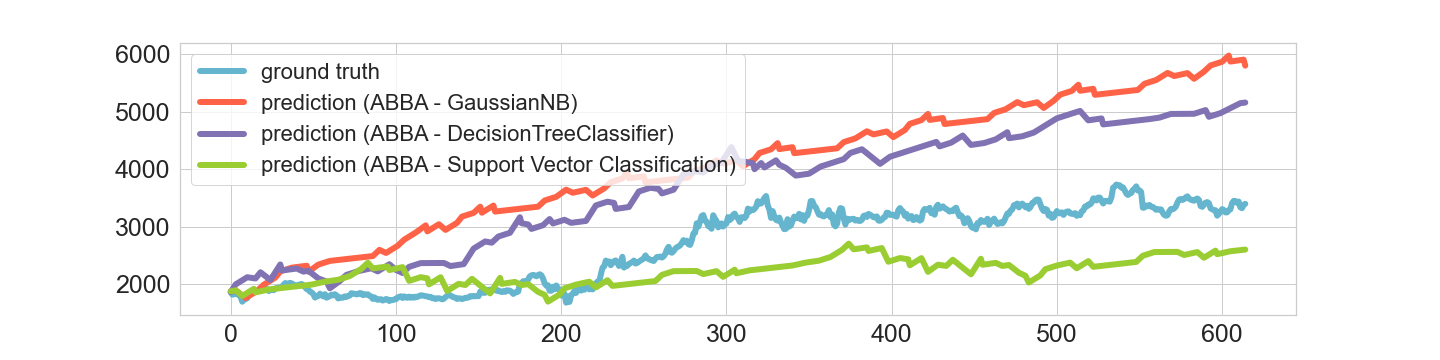 6000
5000
4000
3000
2000
ground truth
prediction (ABBA - GaussianNB)
prediction (ABBA - DecisionTreeClassifier)
prediction (ABBA - Support Vector Classification)
0 100 200 300 400 500 600